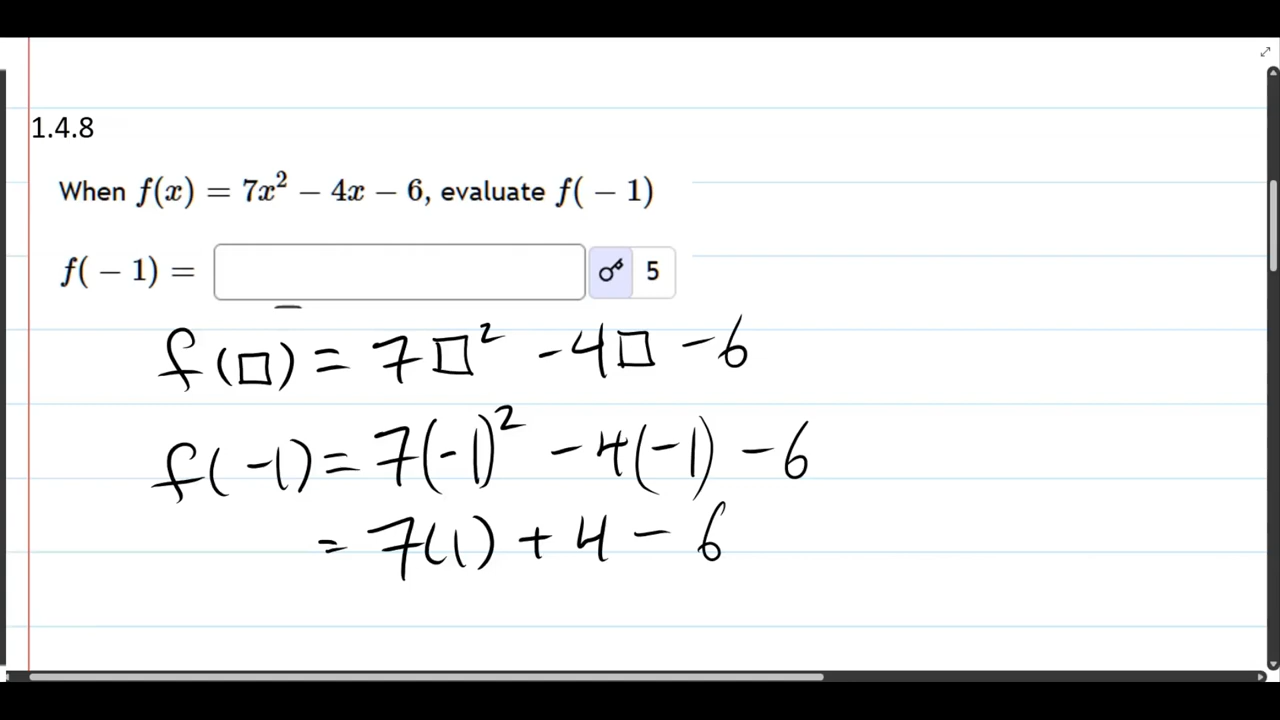 1.4.8
When f(x) = 7x² − 4x − 6, evaluate f( − 1)
f( − 1) = 5
f(□) = 7□² - 4□ - 6
f(-1) = 7(-1)² - 4(-1) - 6
= 7(1) + 4 - 6